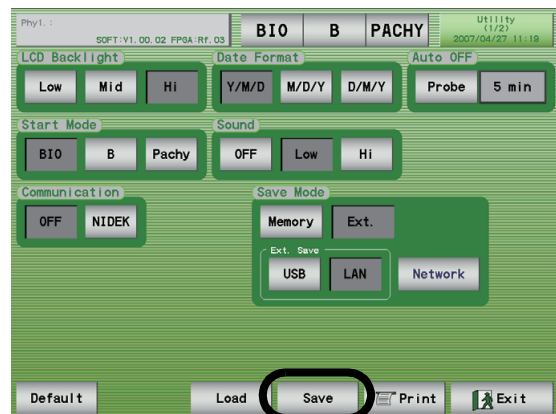 Phy1. :
SOFT:V1.00.02 FPGA:Rf.03
BIO B PACHY
Utility
(1/2)
2007/04/27 11:19
LCD Backlight
Low Mid Hi
Date Format
Y/M/D M/D/Y D/M/Y
Auto OFF
Probe 5 min
Start Mode
BIO B Pachy
Sound
OFF Low Hi
Communication
OFF NIDEK
Save Mode
Memory Ext.
Ext. Save
USB LAN
Network
Default Load Save Print Exit